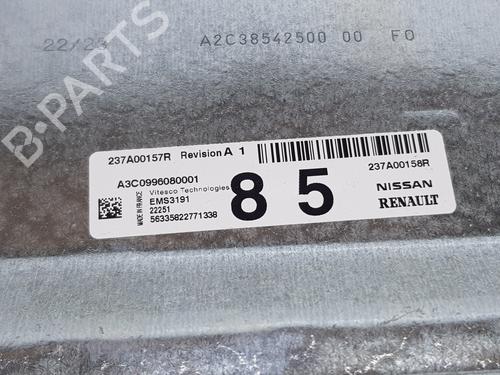 22/23 A2C38542500 00 F0
B-PARTS
237A00157R Revision A 1
A3C0996080001
Vitesco Technologies
EMS3191
22251
56335822771338
MADE IN FRANCE
8 5
237A00158R
NISSAN
RENAULT